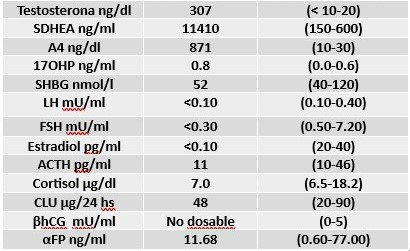 Testosterona ng/dl 307 (< 10-20)
SDHEA ng/ml 11410 (150-600)
A4 ng/dl 871 (10-30)
17OHP ng/ml 0.8 (0.0-0.6)
SHBG nmol/l 52 (40-120)
LH mU/ml <0.10 (0.10-0.40)
FSH mU/ml <0.30 (0.50-7.20)
Estradiol pg/ml <0.10 (20-40)
ACTH pg/ml 11 (10-46)
Cortisol µg/dl 7.0 (6.5-18.2)
CLU µg/24 hs 48 (20-90)
βhCG mU/ml No dosable (0-5)
αFP ng/ml 11.68 (0.60-77.00)